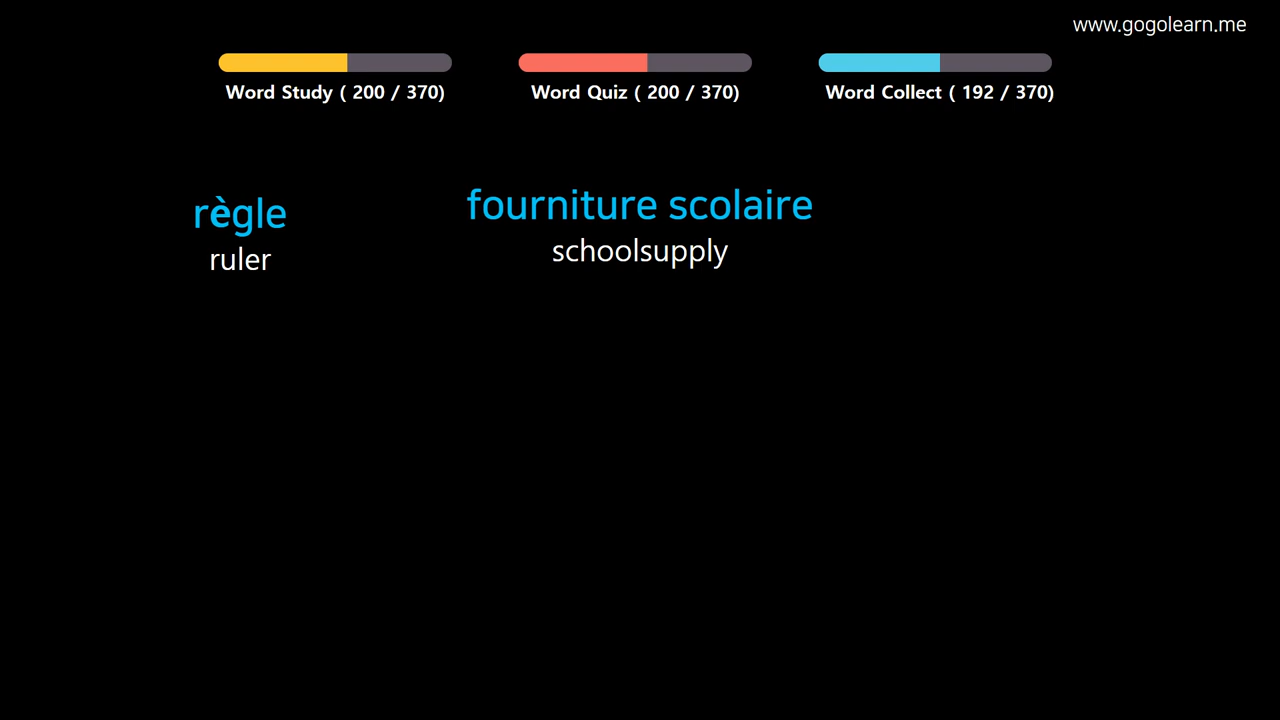 www.gogolearn.me
Word Study ( 200 / 370)
Word Quiz ( 200 / 370)
Word Collect ( 192 / 370)
règle
ruler
fourniture scolaire
schoolsupply